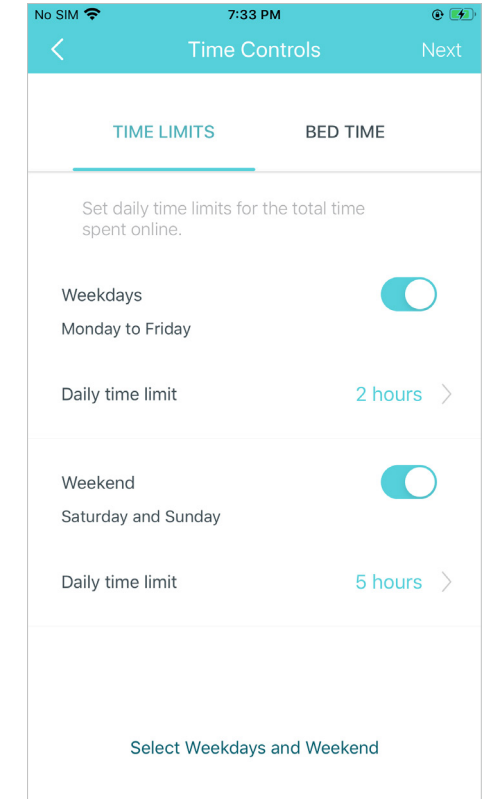 No SIM 7:33 PM
Time Controls Next
TIME LIMITS BED TIME
Set daily time limits for the total time
spent online.
Weekdays
Monday to Friday
Daily time limit 2 hours
Weekend
Saturday and Sunday
Daily time limit 5 hours
Select Weekdays and Weekend